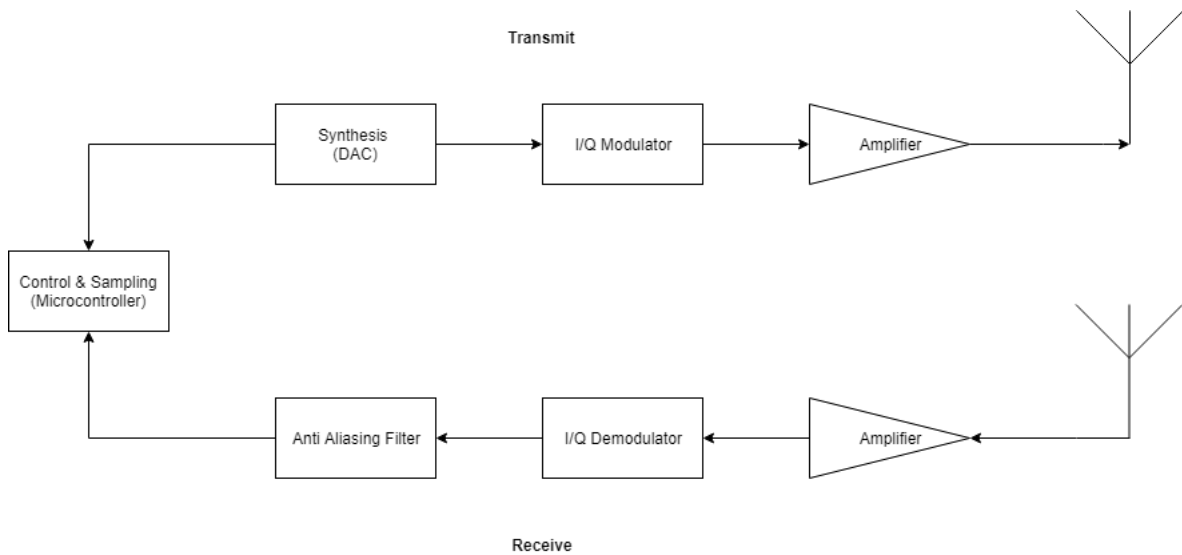 Transmit
Synthesis
(DAC)
I/Q Modulator
Amplifier
Control & Sampling
(Microcontroller)
Anti Aliasing Filter
I/Q Demodulator
Amplifier
Receive